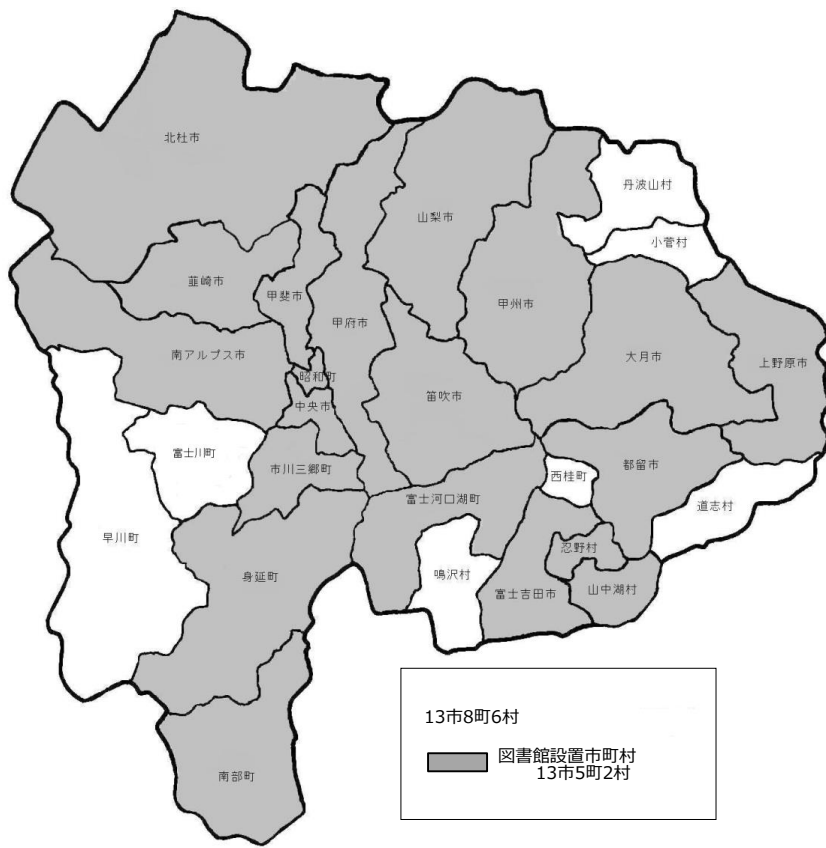 北杜市
丹波山村
山梨市
小菅村
韮崎市
甲斐市
甲州市
甲府市
南アルプス市
大月市
上野原市
昭和町
笛吹市
中央市
富士川町
市川三郷町
都留市
西桂町
富士河口湖町
道志村
早川町
忍野村
鳴沢村
身延町
富士吉田市
山中湖村
13市8町6村
図書館設置市町村
13市5町2村
南部町